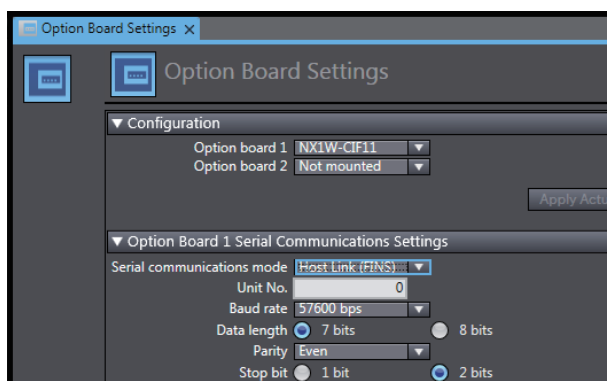 Option Board Settings X
Option Board Settings
▼ Configuration
Option board 1 NX1W-CIF11 ▼
Option board 2 Not mounted ▼
Apply Actu
▼ Option Board 1 Serial Communications Settings
Serial communications mode Host Link (FINS) ▼
Unit No. 0
Baud rate 57600 bps ▼
Data length 7 bits 8 bits
Parity Even ▼
Stop bit 1 bit 2 bits